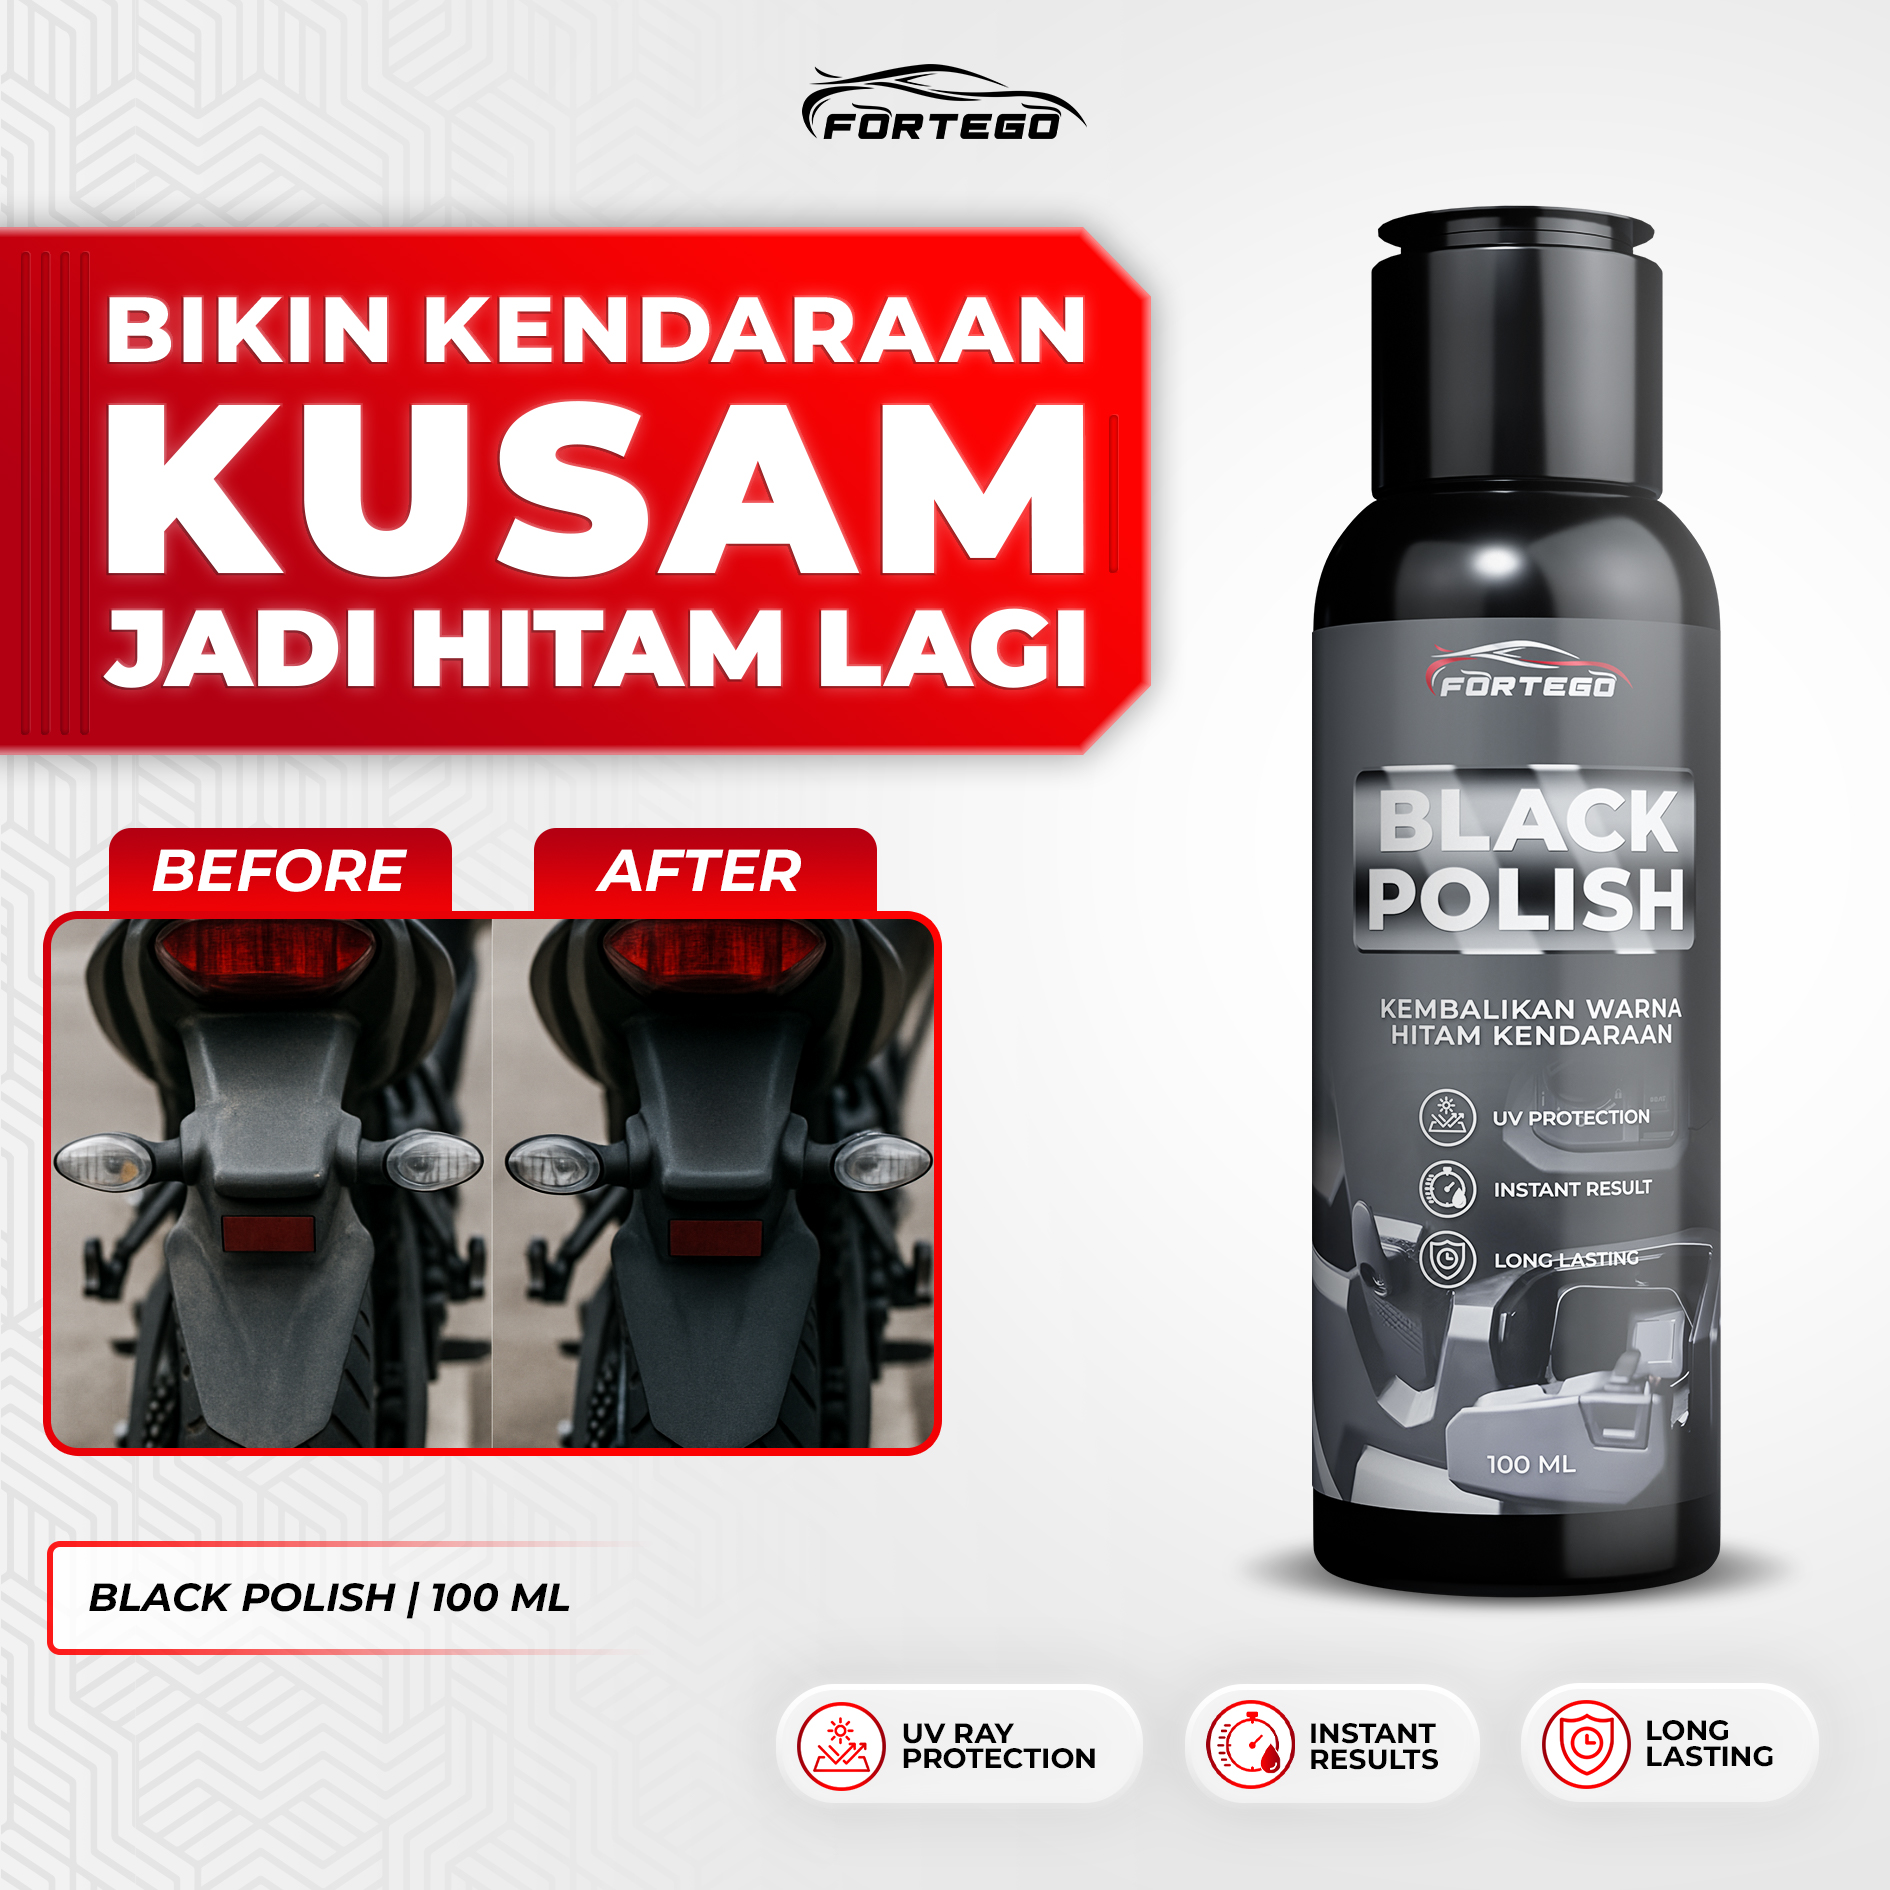 FORTEGO
BIKIN KENDARAAN
KUSAM
JADI HITAM LAGI
BEFORE
AFTER
FORTEGO
BLACK
POLISH
KEMBALIKAN WARNA
HITAM KENDARAAN
UV PROTECTION
INSTANT RESULT
LONG LASTING
100 ML
BLACK POLISH | 100 ML
UV RAY
PROTECTION
INSTANT
RESULTS
LONG
LASTING